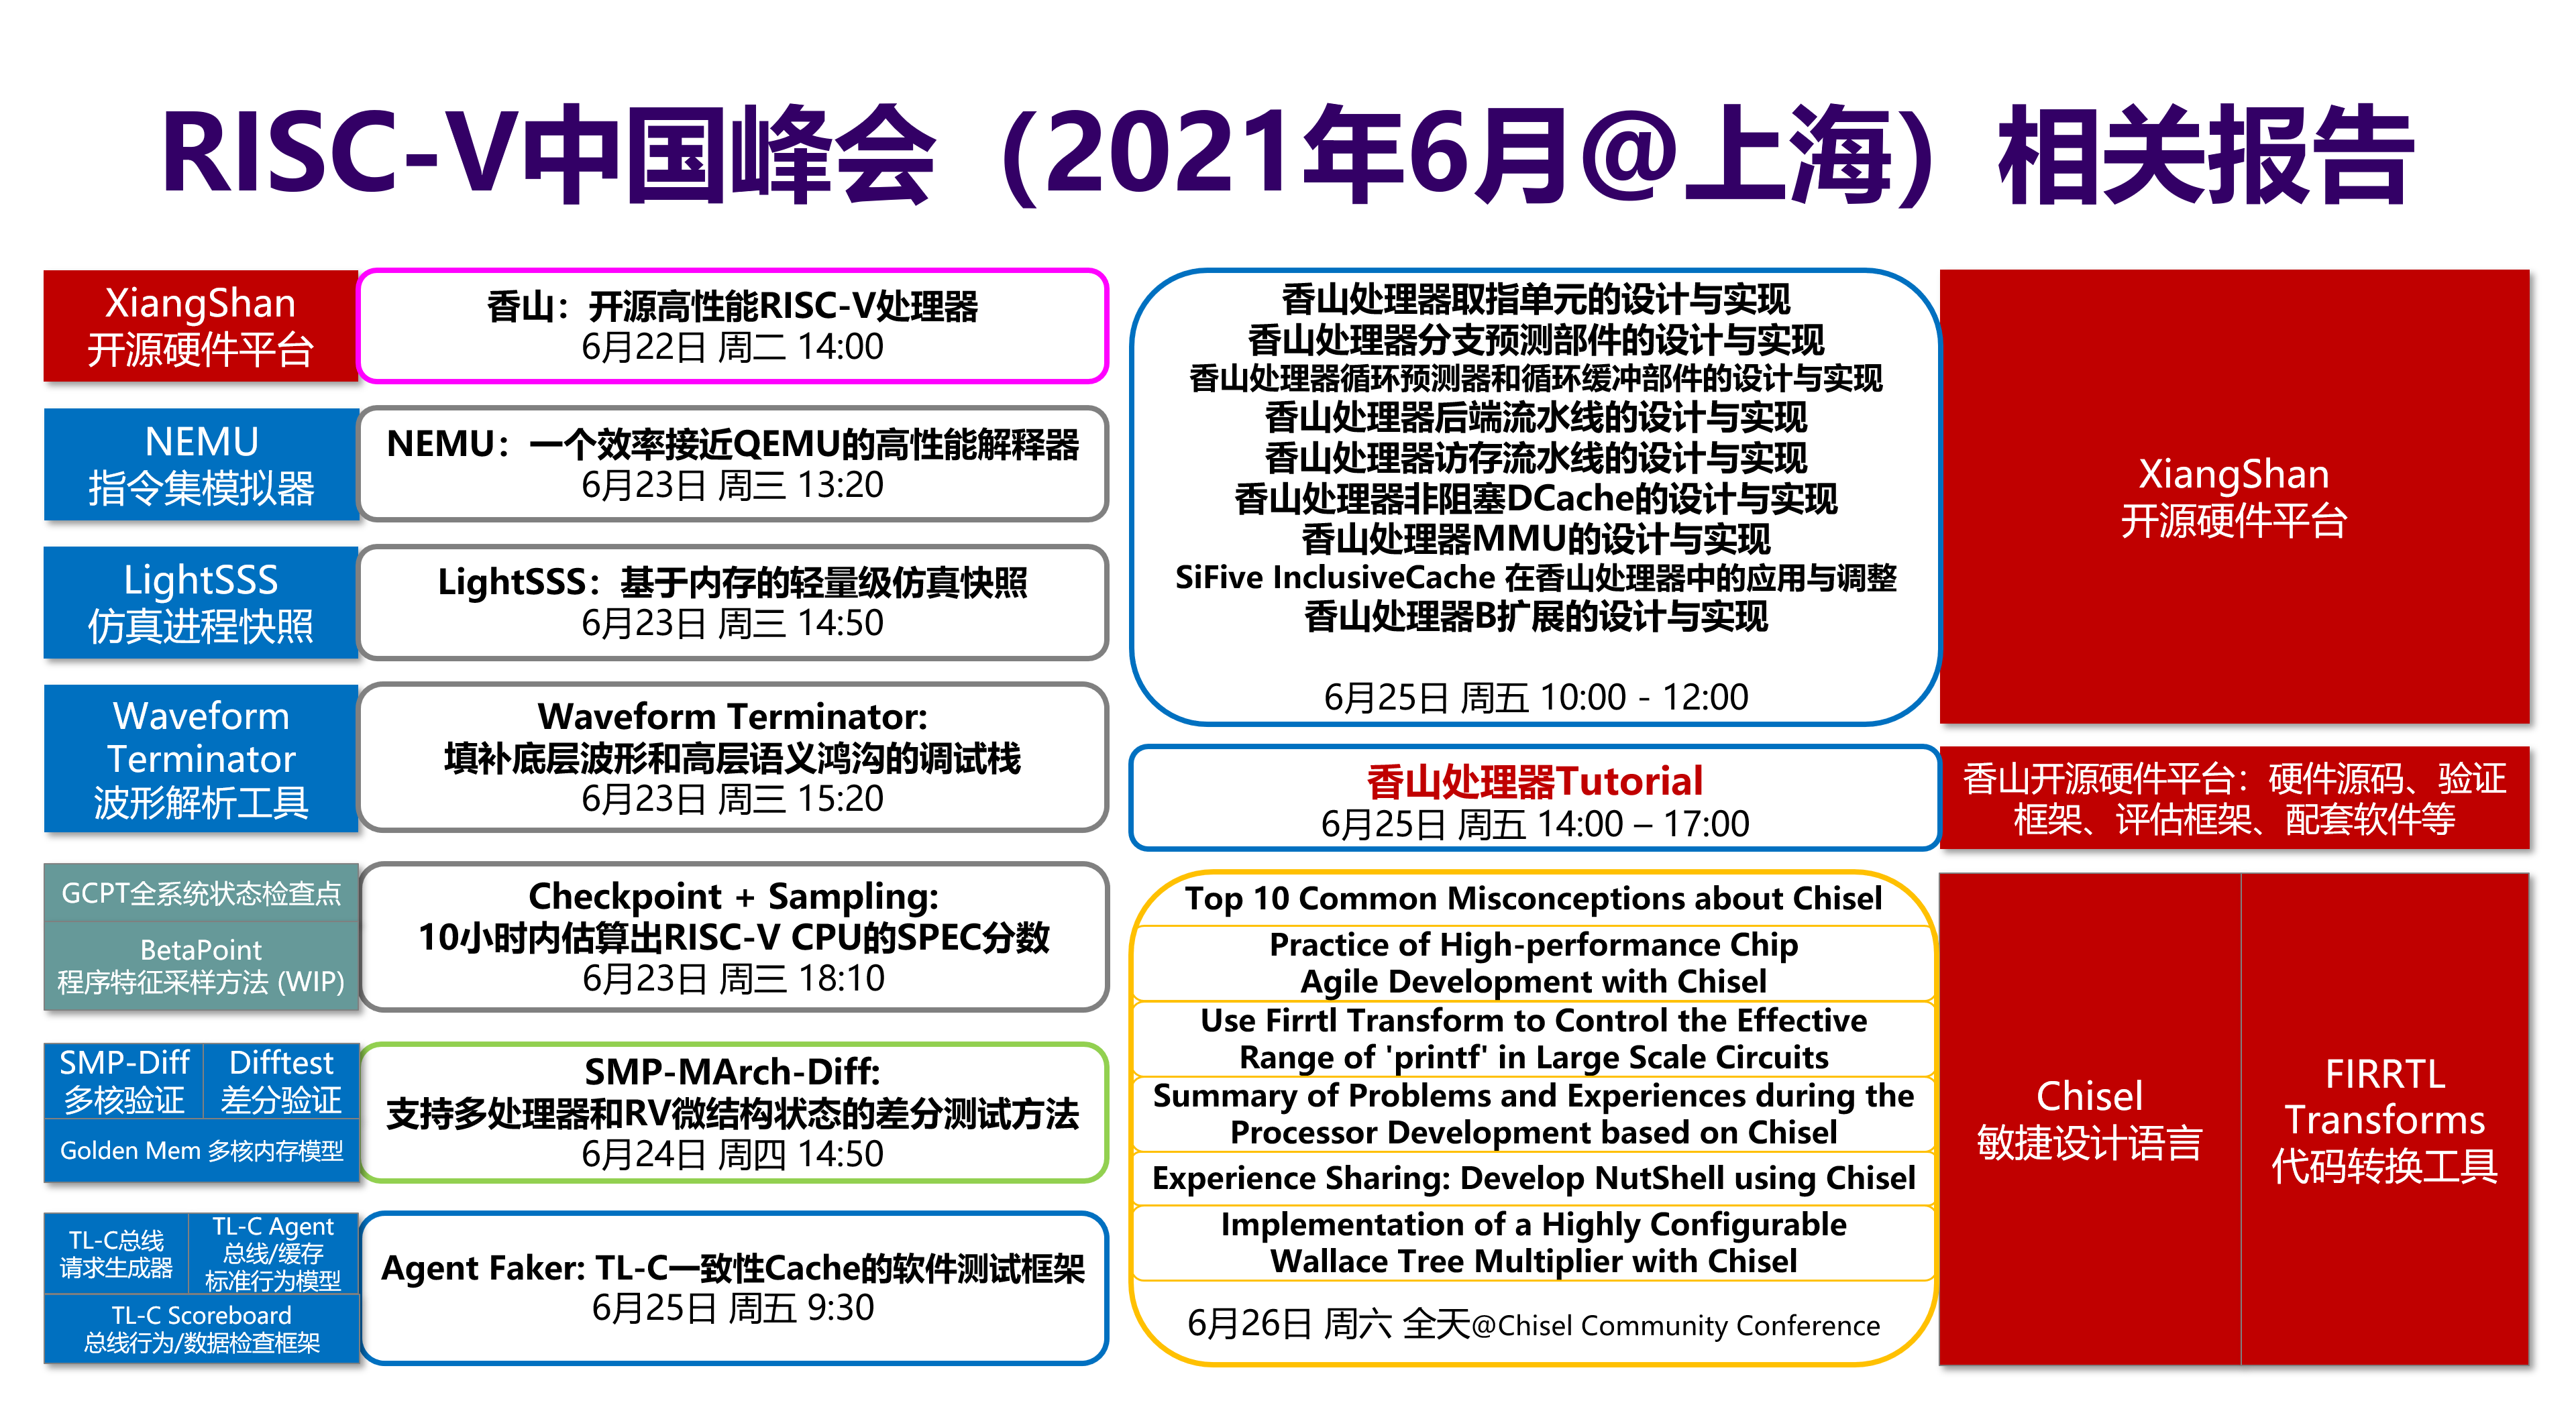 RISC-V中国峰会（2021年6月@上海）相关报告
XiangShan
开源硬件平台
香山：开源高性能RISC-V处理器
6月22日 周二 14:00
NEMU
指令集模拟器
NEMU：一个效率接近QEMU的高性能解释器
6月23日 周三 13:20
LightSSS
仿真进程快照
LightSSS：基于内存的轻量级仿真快照
6月23日 周三 14:50
Waveform
Terminator
波形解析工具
Waveform Terminator:
填补底层波形和高层语义鸿沟的调试栈
6月23日 周三 15:20
GCPT全系统状态检查点
BetaPoint
程序特征采样方法 (WIP)
Checkpoint + Sampling:
10小时内估算出RISC-V CPU的SPEC分数
6月23日 周三 18:10
SMP-Diff
多核验证
Difftest
差分验证
Golden Mem 多核内存模型
SMP-MArch-Diff:
支持多处理器和RV微结构状态的差分测试方法
6月24日 周四 14:50
TL-C总线
请求生成器
TL-C Agent
总线/缓存
标准行为模型
TL-C Scoreboard
总线行为/数据检查框架
Agent Faker: TL-C一致性Cache的软件测试框架
6月25日 周五 9:30
香山处理器取指单元的设计与实现
香山处理器分支预测部件的设计与实现
香山处理器循环预测器和循环缓冲部件的设计与实现
香山处理器后端流水线的设计与实现
香山处理器访存流水线的设计与实现
香山处理器非阻塞DCache的设计与实现
香山处理器MMU的设计与实现
SiFive InclusiveCache 在香山处理器中的应用与调整
香山处理器B扩展的设计与实现
6月25日 周五 10:00 - 12:00
XiangShan
开源硬件平台
香山处理器Tutorial
6月25日 周五 14:00 – 17:00
香山开源硬件平台：硬件源码、验证
框架、评估框架、配套软件等
Top 10 Common Misconceptions about Chisel
Practice of High-performance Chip
Agile Development with Chisel
Use Firrtl Transform to Control the Effective
Range of 'printf' in Large Scale Circuits
Summary of Problems and Experiences during the
Processor Development based on Chisel
Experience Sharing: Develop NutShell using Chisel
Implementation of a Highly Configurable
Wallace Tree Multiplier with Chisel
6月26日 周六 全天@Chisel Community Conference
Chisel
敏捷设计语言
FIRRTL
Transforms
代码转换工具